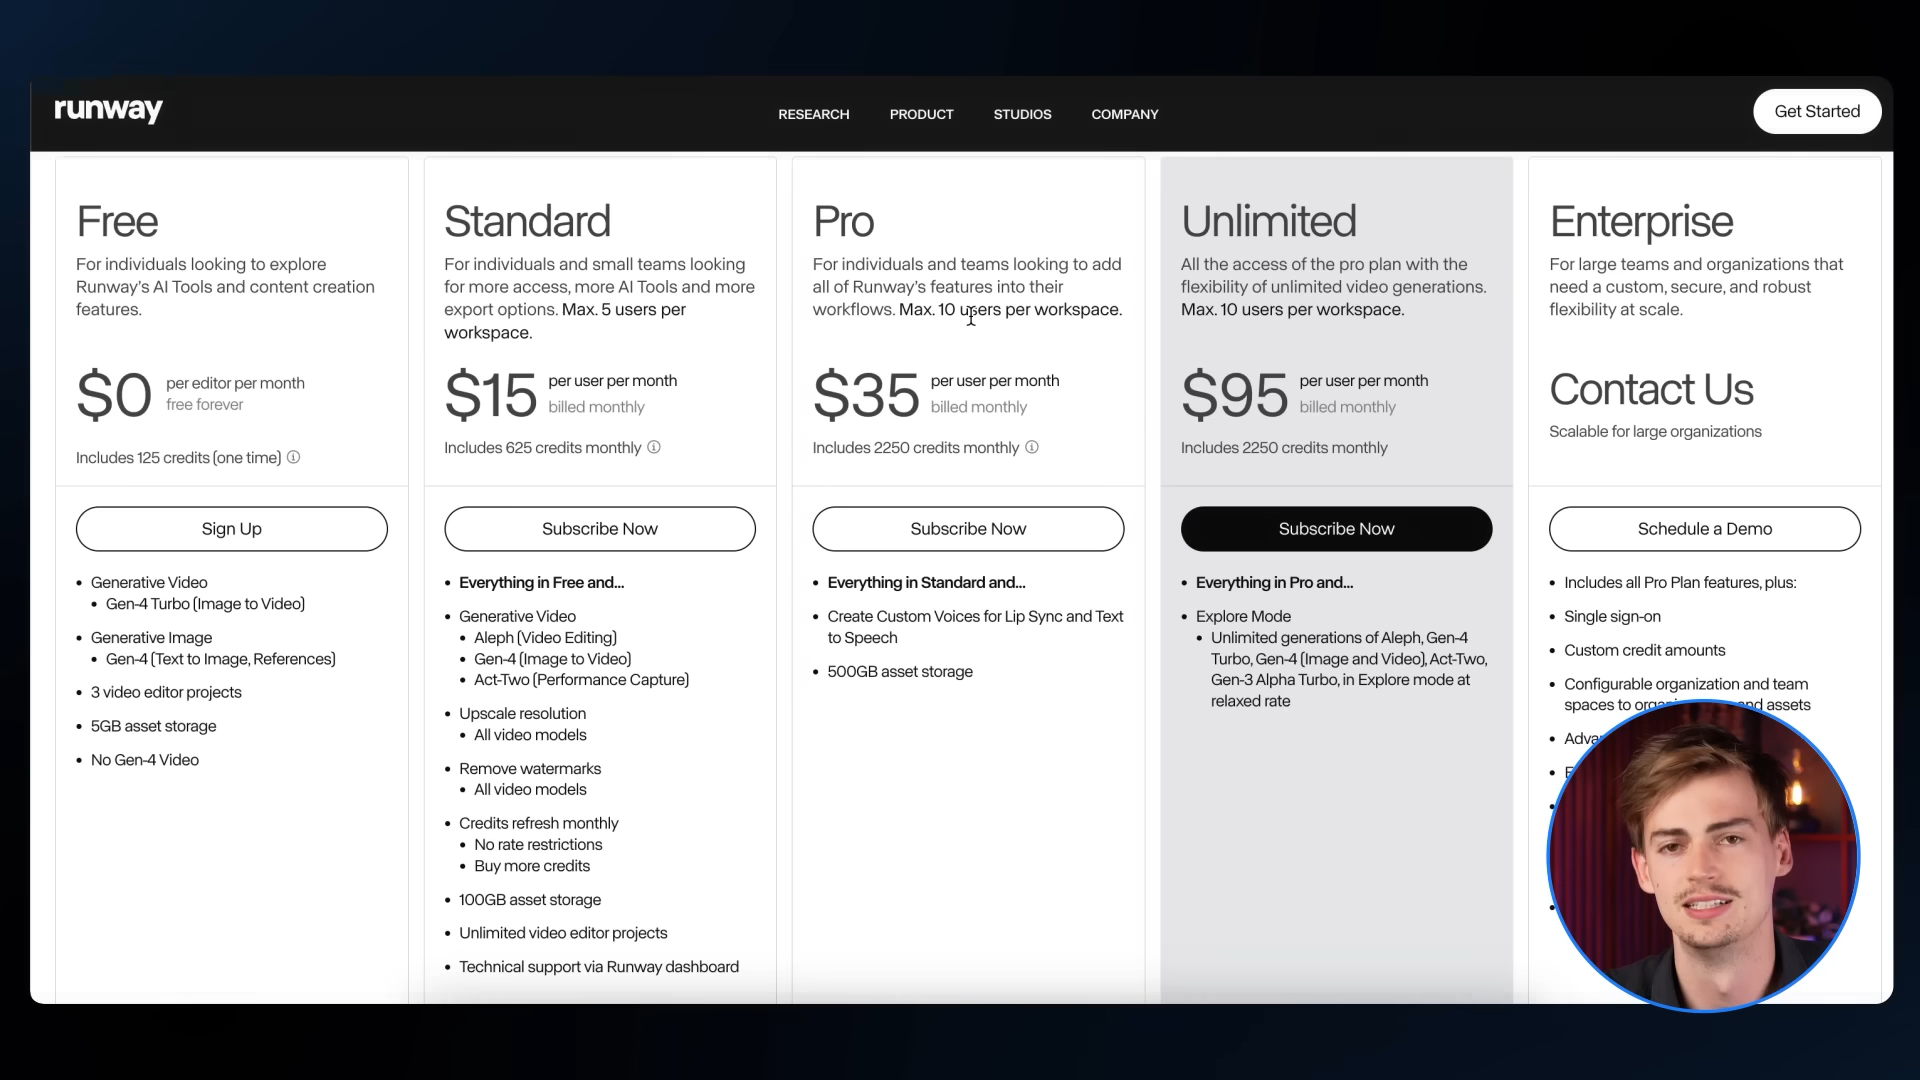 runway
RESEARCH
PRODUCT
STUDIOS
COMPANY
Get Started
Free
For individuals looking to explore
Runway's AI Tools and content creation
features.
$0
per editor per month
free forever
Includes 125 credits (one time)
Sign Up
• Generative Video
• Gen-4 Turbo (Image to Video)
• Generative Image
• Gen-4 (Text to Image, References)
• 3 video editor projects
• 5GB asset storage
• No Gen-4 Video
Standard
For individuals and small teams looking
for more access, more AI Tools and more
export options. Max. 5 users per
workspace.
$15
per user per month
billed monthly
Includes 625 credits monthly
Subscribe Now
• Everything in Free and...
• Generative Video
• Aleph (Video Editing)
• Gen-4 (Image to Video)
• Act-Two (Performance Capture)
• Upscale resolution
• All video models
• Remove watermarks
• All video models
• Credits refresh monthly
• No rate restrictions
• Buy more credits
• 100GB asset storage
• Unlimited video editor projects
• Technical support via Runway dashboard
Pro
For individuals and teams looking to add
all of Runway's features into their
workflows. Max. 10 users per workspace.
$35
per user per month
billed monthly
Includes 2250 credits monthly
Subscribe Now
• Everything in Standard and...
• Create Custom Voices for Lip Sync and Text
to Speech
• 500GB asset storage
Unlimited
All the access of the pro plan with the
flexibility of unlimited video generations.
Max. 10 users per workspace.
$95
per user per month
billed monthly
Includes 2250 credits monthly
Subscribe Now
• Everything in Pro and...
• Explore Mode
• Unlimited generations of Aleph, Gen-4
Turbo, Gen-4 (Image and Video), Act-Two,
Gen-3 Alpha Turbo, in Explore mode at
relaxed rate
Enterprise
For large teams and organizations that
need a custom, secure, and robust
flexibility at scale.
Contact Us
Scalable for large organizations
Schedule a Demo
• Includes all Pro Plan features, plus:
• Single sign-on
• Custom credit amounts
• Configurable organization and team
spaces to assets